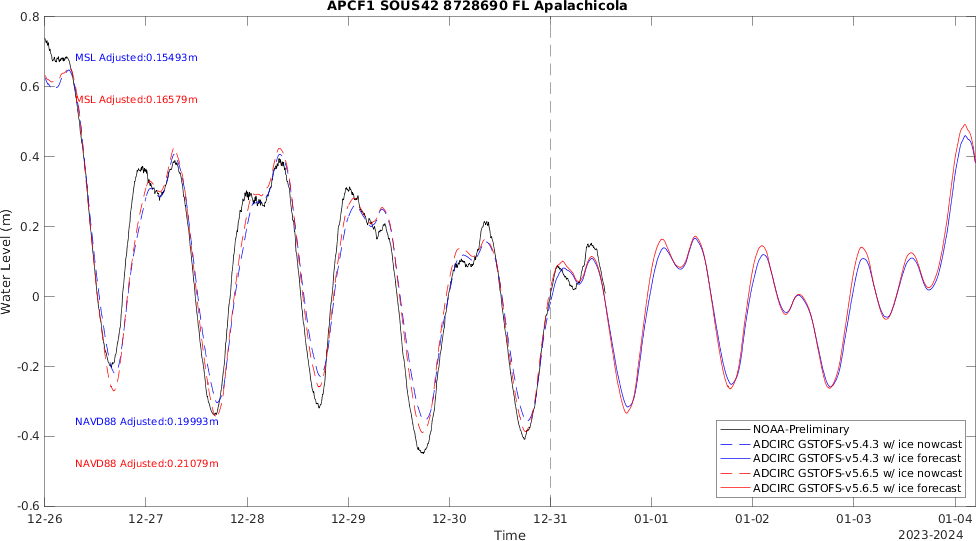 APCF1 SOUS42 8728690 FL Apalachicola
0.8
MSL Adjusted:0.15493m
0.6
MSL Adjusted:0.16579m
0.4
0.2
Water Level (m)
0
-0.2
NAVD88 Adjusted:0.19993m
-0.4
NAVD88 Adjusted:0.21079m
-0.6
NOAA-Preliminary
ADCIRC GSTOFS-v5.4.3 w/ ice nowcast
ADCIRC GSTOFS-v5.4.3 w/ ice forecast
ADCIRC GSTOFS-v5.6.5 w/ ice nowcast
ADCIRC GSTOFS-v5.6.5 w/ ice forecast
12-26 12-27 12-28 12-29 12-30 12-31 01-01 01-02 01-03 01-04
Time
2023-2024